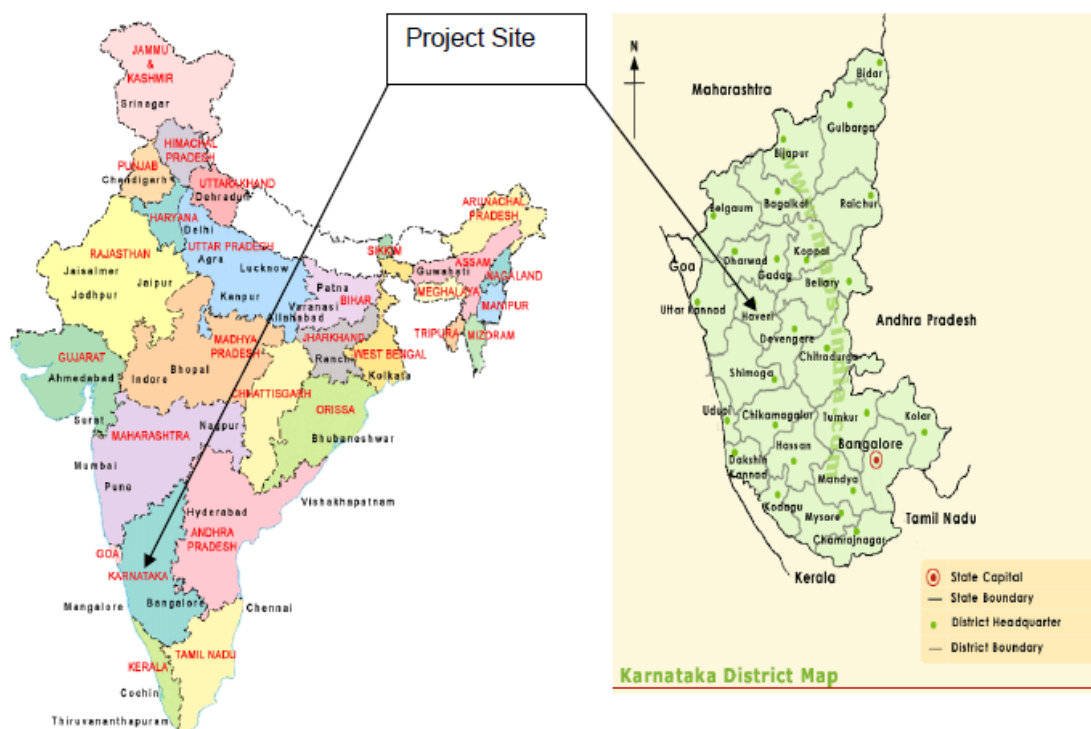 Project Site
JAMMU
&
KASHMIR
Srinagar
HIMACHAL
PRADESH
PUNJAB
Chendigerh
UTTARAKHAND
Dehradun
HARYANA
Delhi
UTTAR PRADESH
Agra
Lucknow
RAJASTHAN
Jaisalmer
Jaipur
Jodhpur
Kanpur
Allahabad
Varanasi
Patna
BIHAR
SIKKIM
ARUNACHAL
PRADESH
ASSAM
Guwahati
NAGALAND
MEGHALAYA
MANIPUR
TRIPURA
MIZORAM
GUJARAT
Ahmedabad
MADHYA
PRADESH
Bhopal
Indore
JHARKHAND
Ranchi
WEST BENGAL
Kolkata
CHHATTISGARH
ORISSA
Bhubaneshwar
Surat
MAHARASHTRA
Nagpur
Mumbai
Pune
Vishakhapatnam
Hyderabad
ANDHRA
PRADESH
GOA
KARNATAKA
Mangalore
Bangalore
Chennai
KERALA
TAMIL NADU
Cochin
Thiruvananthapuram
N
Maharashtra
Bidar
Gulbarga
Bijapur
Bagalkot
Raichur
Belgaum
Goa
Dharwad
Gadag
Koppal
Bellary
Uttar Kannad
Haveri
Andhra Pradesh
Devengere
Chitradurga
Shimoga
Udupi
Chikamagalur
Tumkur
Kolar
Hassan
Bangalore
Dakshin
Kannad
Mandya
Kodagu
Mysore
Tamil Nadu
Chamrajnagar
Kerala
State Capital
State Boundary
District Headquarter
District Boundary
Karnataka District Map